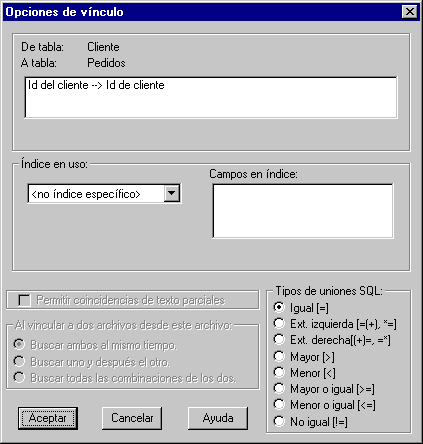 Opciones de vínculo
De tabla: Cliente
A tabla: Pedidos
Id del cliente --> Id de cliente
Índice en uso:
<no índice específico>
Campos en índice:
Permitir coincidencias de texto parciales
Al vincular a dos archivos desde este archivo:
Buscar ambos al mismo tiempo.
Buscar uno y después el otro.
Buscar todas las combinaciones de los dos.
Tipos de uniones SQL:
Igual [=]
Ext. izquierda [=(+), *=]
Ext. derecha[(+)=, =*]
Mayor [>]
Menor [<]
Mayor o igual [>=]
Menor o igual [<=]
No igual [!=]
Aceptar
Cancelar
Ayuda